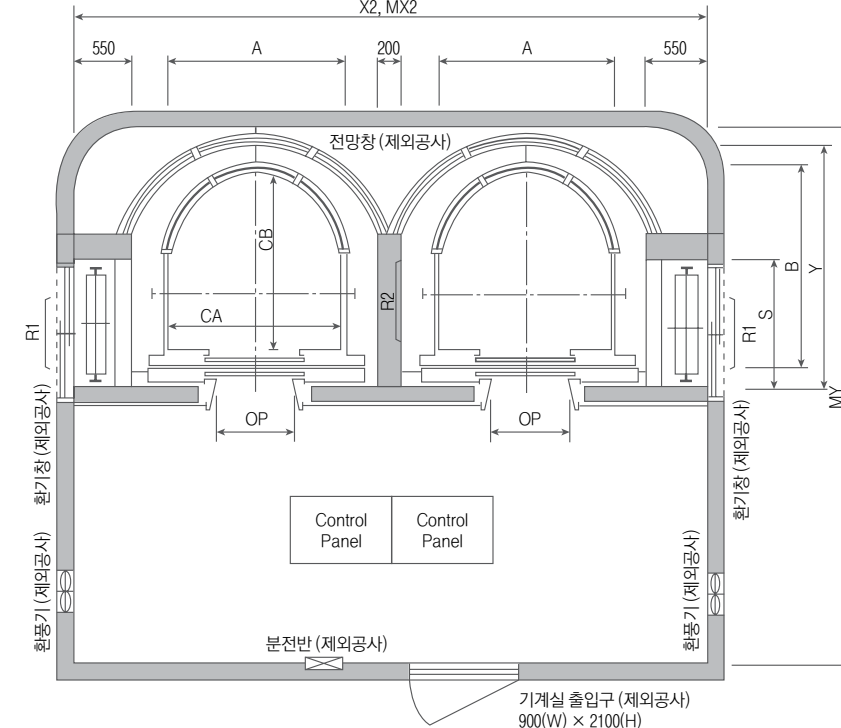 X2, MX2
550
A
200
A
550
전망창 (제외공사)
CB
CA
R1
R2
R1
S
B
Y
MY
OP
OP
환기창 (제외공사)
환기창 (제외공사)
Control
Panel
Control
Panel
환풍기 (제외공사)
환풍기 (제외공사)
분전반 (제외공사)
기계실 출입구 (제외공사)
900(W) × 2100(H)